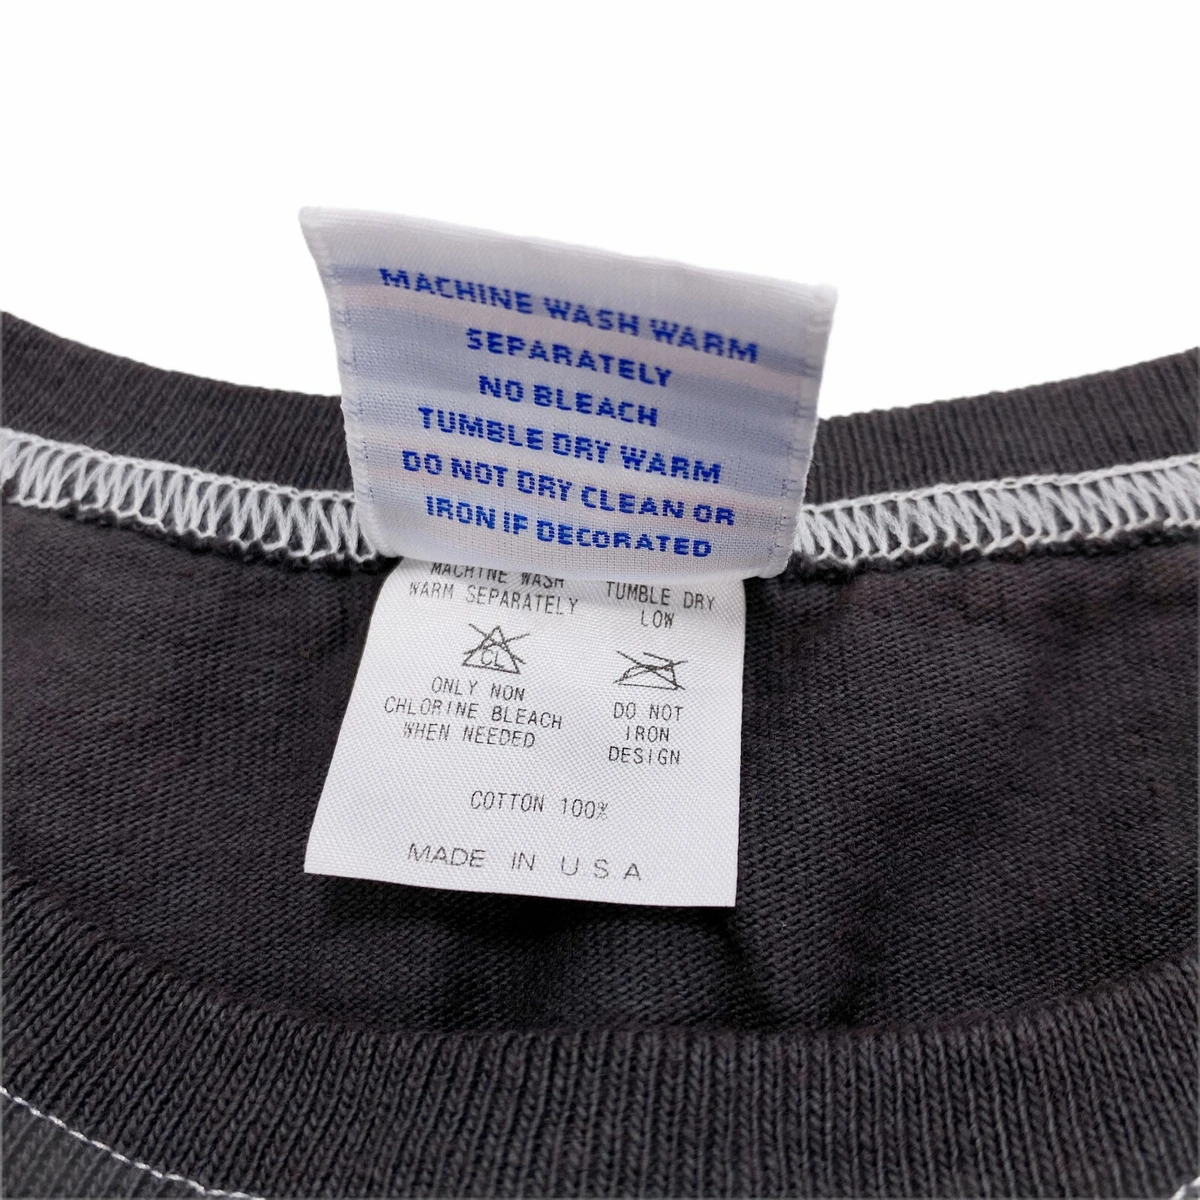 MACHINE WASH WARM
SEPARATELY
NO BLEACH
TUMBLE DRY WARM
DO NOT DRY CLEAN OR
IRON IF DECORATED
MACHINE WASH
WARM SEPARATELY
TUMBLE DRY
LOW
CL
ONLY NON
CHLORINE BLEACH
WHEN NEEDED
DO NOT
IRON
DESIGN
COTTON 100%
MADE IN U S A